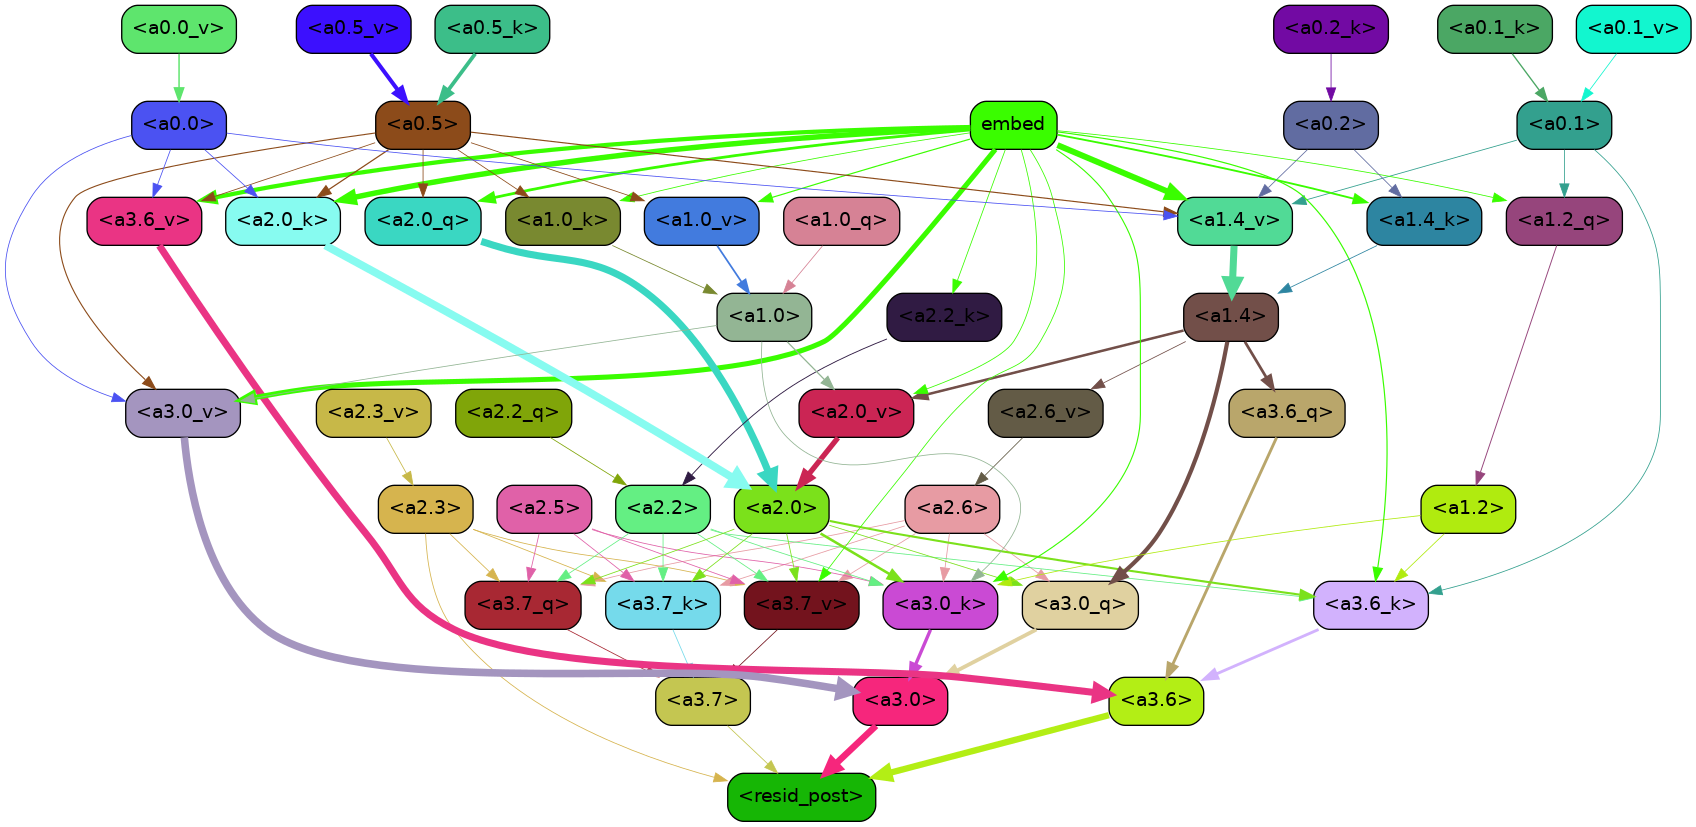 <a0.0_v> <a0.5_v> <a0.5_k> <a0.2_k> <a0.1_k> <a0.1_v>
<a0.0> <a0.5> embed <a0.2> <a0.1>
<a3.6_v> <a2.0_k> <a2.0_q> <a1.0_k> <a1.0_v> <a1.0_q> <a1.4_v> <a1.4_k> <a1.2_q>
<a1.0> <a2.2_k> <a1.4>
<a3.0_v> <a2.3_v> <a2.2_q> <a2.0_v> <a2.6_v> <a3.6_q>
<a2.3> <a2.5> <a2.2> <a2.0> <a2.6> <a1.2>
<a3.7_q> <a3.7_k> <a3.7_v> <a3.0_k> <a3.0_q> <a3.6_k>
<a3.7> <a3.0> <a3.6>
<resid_post>